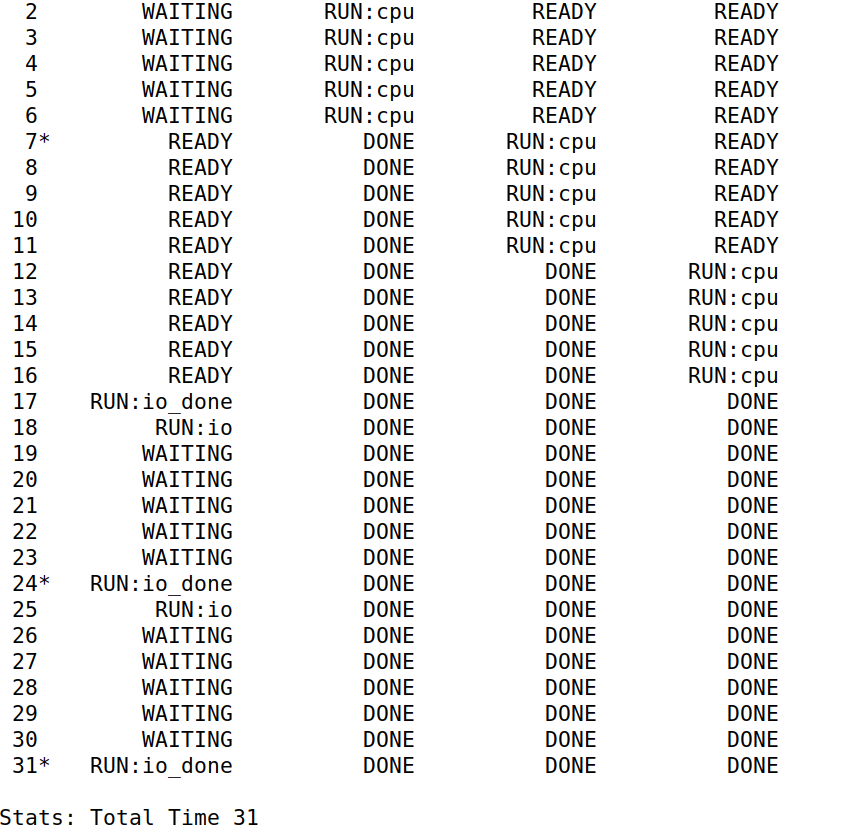 2 WAITING RUN:cpu READY READY
3 WAITING RUN:cpu READY READY
4 WAITING RUN:cpu READY READY
5 WAITING RUN:cpu READY READY
6 WAITING RUN:cpu READY READY
7* READY DONE RUN:cpu READY
8 READY DONE RUN:cpu READY
9 READY DONE RUN:cpu READY
10 READY DONE RUN:cpu READY
11 READY DONE RUN:cpu READY
12 READY DONE DONE RUN:cpu
13 READY DONE DONE RUN:cpu
14 READY DONE DONE RUN:cpu
15 READY DONE DONE RUN:cpu
16 READY DONE DONE RUN:cpu
17 RUN:io_done DONE DONE DONE
18 RUN:io DONE DONE DONE
19 WAITING DONE DONE DONE
20 WAITING DONE DONE DONE
21 WAITING DONE DONE DONE
22 WAITING DONE DONE DONE
23 WAITING DONE DONE DONE
24* RUN:io_done DONE DONE DONE
25 RUN:io DONE DONE DONE
26 WAITING DONE DONE DONE
27 WAITING DONE DONE DONE
28 WAITING DONE DONE DONE
29 WAITING DONE DONE DONE
30 WAITING DONE DONE DONE
31* RUN:io_done DONE DONE DONE
Stats: Total Time 31